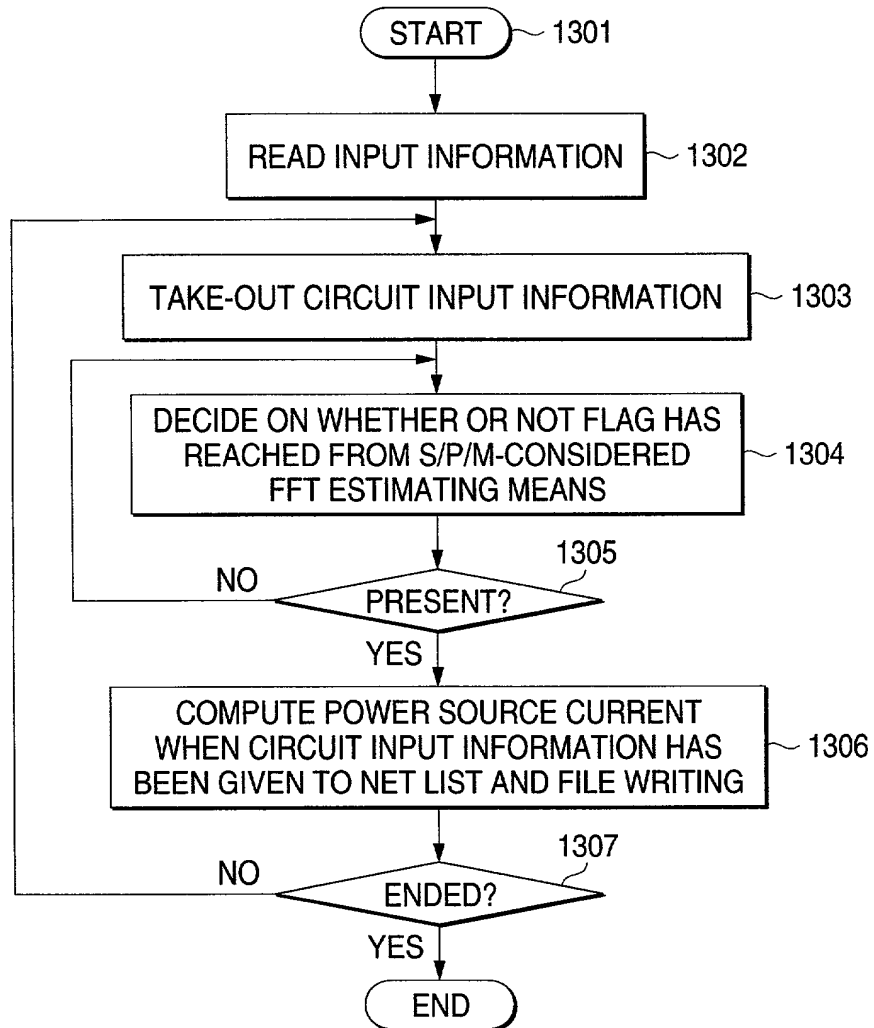 START 1301
READ INPUT INFORMATION 1302
TAKE-OUT CIRCUIT INPUT INFORMATION 1303
DECIDE ON WHETHER OR NOT FLAG HAS
REACHED FROM S/P/M-CONSIDERED 1304
FFT ESTIMATING MEANS
1305
NO
PRESENT?
YES
COMPUTE POWER SOURCE CURRENT
WHEN CIRCUIT INPUT INFORMATION HAS 1306
BEEN GIVEN TO NET LIST AND FILE WRITING
1307
NO
ENDED?
YES
END